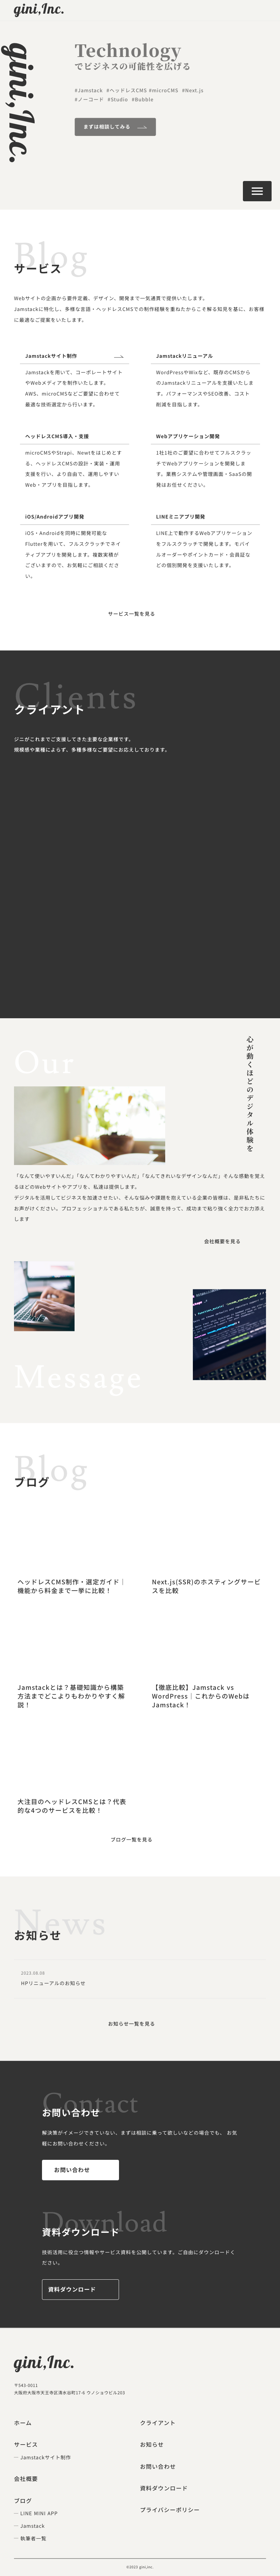 gini,Inc.
gini,Inc.
Technology
でビジネスの可能性を広げる
#Jamstack #ヘッドレスCMS #microCMS #Next.js
#ノーコード #Studio #Bubble
まずは相談してみる
Blog
サービス
Webサイトの企画から要件定義、デザイン、開発まで一気通貫で提供いたします。
Jamstackに特化し、多様な言語・ヘッドレスCMSでの制作経験を重ねたからこそ解る知見を基に、お客様
に最適なご提案をいたします。
Jamstackサイト制作
Jamstackを用いて、コーポレートサイト
やWebメディアを制作いたします。
AWS、microCMSなどご要望に合わせて
最適な技術選定から行います。
Jamstackリニューアル
WordPressやWixなど、既存のCMSから
のJamstackリニューアルを支援いたしま
す。パフォーマンスやSEO改善、コスト
削減を目指します。
ヘッドレスCMS導入・支援
microCMSやStrapi、Newtをはじめとす
る、ヘッドレスCMSの設計・実装・運用
支援を行い、より自由で、運用しやすい
Web・アプリを目指します。
Webアプリケーション開発
1社1社のご要望に合わせてフルスクラッ
チでWebアプリケーションを開発しま
す。業務システムや管理画面・SaaSの開
発はお任せください。
iOS/Androidアプリ開発
iOS・Androidを同時に開発可能な
Flutterを用いて、フルスクラッチでネイ
ティブアプリを開発します。複数実績が
ございますので、お気軽にご相談くださ
い。
LINEミニアプリ開発
LINE上で動作するWebアプリケーション
をフルスクラッチで開発します。モバイ
ルオーダーやポイントカード・会員証な
どの個別開発を支援いたします。
サービス一覧を見る
Clients
クライアント
ジニがこれまでご支援してきた主要な企業様です。
規模感や業種によらず、多種多様なご要望にお応えしております。
Our
心が動くほどのデジタル体験を
「なんて使いやすいんだ」「なんてわかりやすいんだ」「なんてきれいなデザインなんだ」そんな感動を覚え
るほどのWebサイトやアプリを、私達は提供します。
デジタルを活用してビジネスを加速させたい、そんな悩みや課題を抱えている企業の皆様は、是非私たちに
お声がけください。プロフェッショナルである私たちが、誠意を持って、成功まで粘り強く全力でお力添え
します
会社概要を見る
Message
Blog
ブログ
ヘッドレスCMS制作・選定ガイド｜
機能から料金まで一挙に比較！
Next.js(SSR)のホスティングサービ
スを比較
Jamstackとは？基礎知識から構築
方法までどこよりもわかりやすく解
説！
【徹底比較】Jamstack vs
WordPress｜これからのWebは
Jamstack！
大注目のヘッドレスCMSとは？代表
的な4つのサービスを比較！
ブログ一覧を見る
News
お知らせ
2023.08.08
HPリニューアルのお知らせ
お知らせ一覧を見る
Contact
お問い合わせ
解決策がイメージできていない、まずは相談に乗って欲しいなどの場合でも、 お気
軽にお問い合わせください。
お問い合わせ
Download
資料ダウンロード
技術活用に役立つ情報やサービス資料を公開しています。ご自由にダウンロードく
ださい。
資料ダウンロード
gini,Inc.
〒543-0011
大阪府大阪市天王寺区清水谷町17-6 ウノショウビル203
ホーム
サービス
— Jamstackサイト制作
会社概要
ブログ
— LINE MINI APP
— Jamstack
— 執筆者一覧
クライアント
お知らせ
お問い合わせ
資料ダウンロード
プライバシーポリシー
©2023 gini,inc.